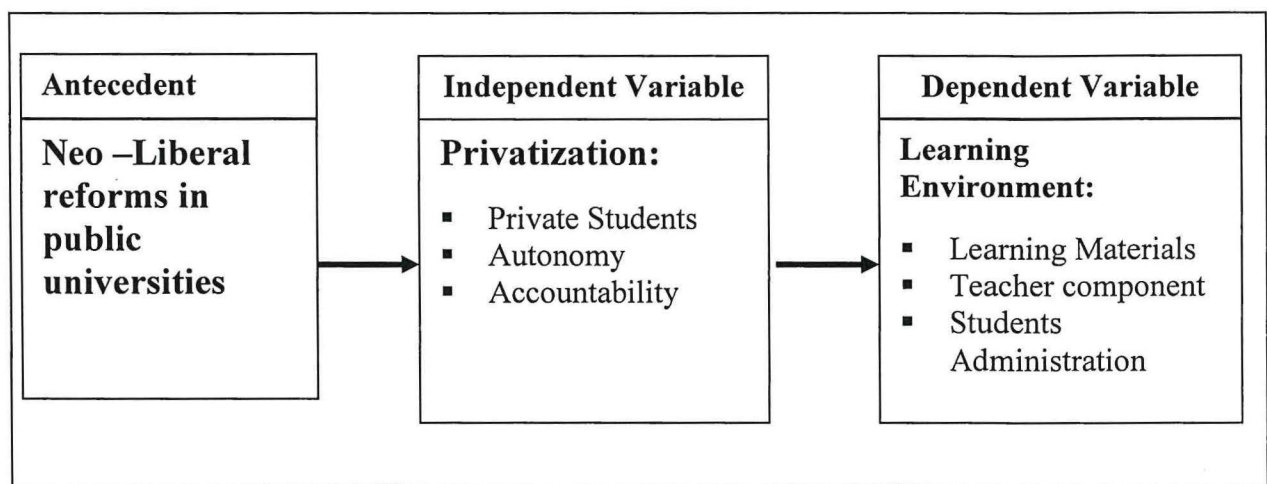 Antecedent
Neo –Liberal
reforms in
public
universities
Independent Variable
Privatization:
▪ Private Students
▪ Autonomy
▪ Accountability
Dependent Variable
Learning
Environment:
▪ Learning Materials
▪ Teacher component
▪ Students
Administration